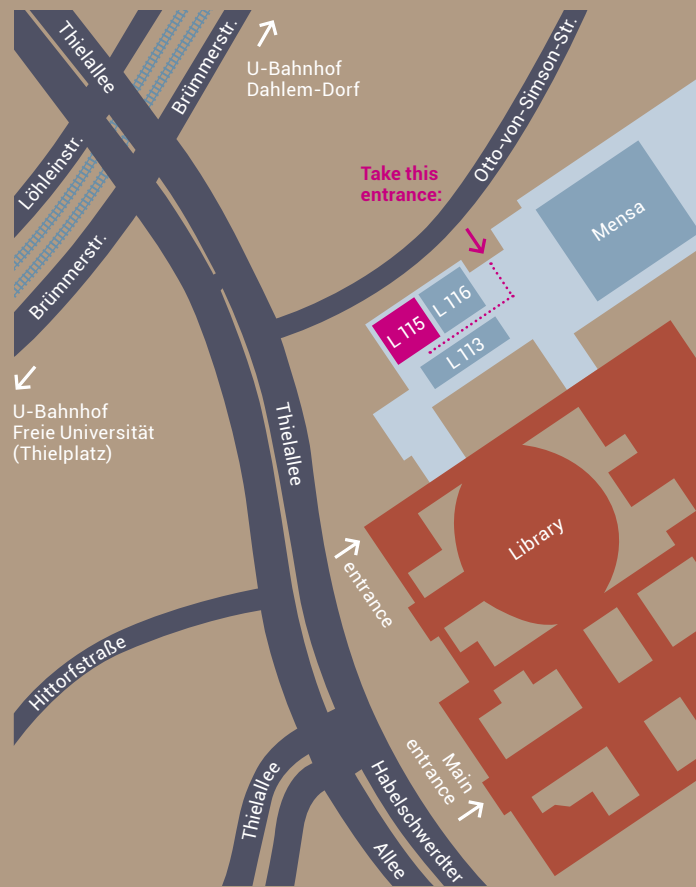 Thielallee
Löhleinstr.
Brümmerstr.
U-Bahnhof
Dahlem-Dorf
Otto-von-Simson-Str.
Take this
entrance:
Mensa
Brümmerstr.
L 116
L 115
L 113
U-Bahnhof
Freie Universität
(Thielplatz)
Thielallee
Library
entrance
Hittorfstraße
Main
entrance
Thielallee
Habelschwerdter
Allee